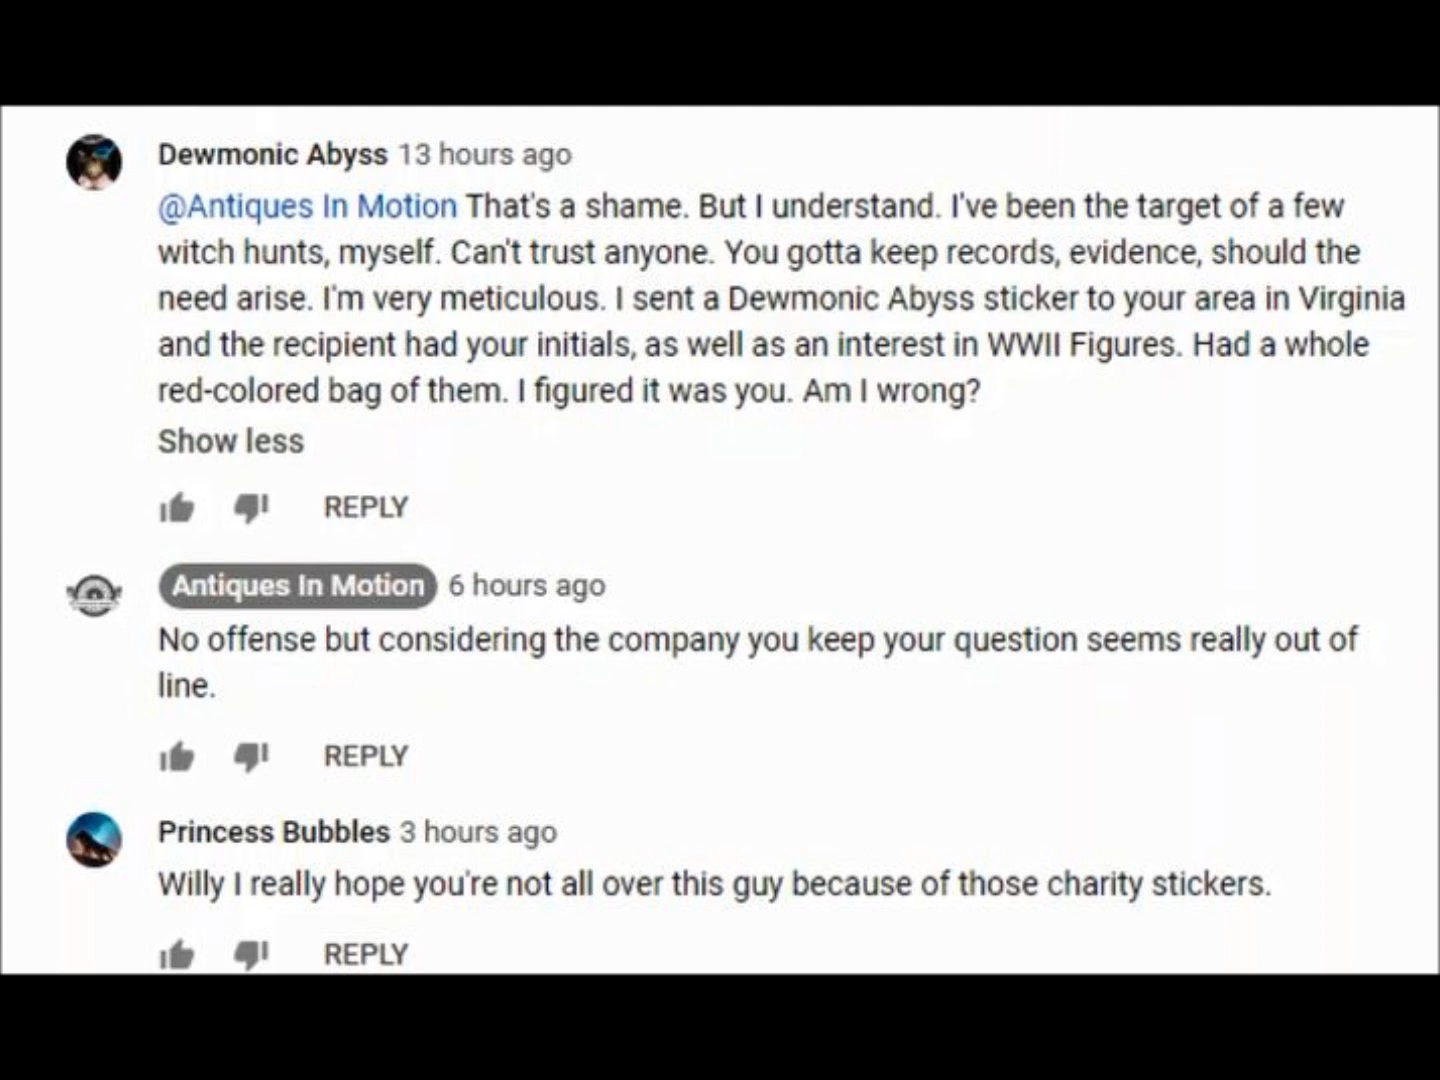 Dewmonic Abyss 13 hours ago
@Antiques In Motion That's a shame. But I understand. I've been the target of a few
witch hunts, myself. Can't trust anyone. You gotta keep records, evidence, should the
need arise. I'm very meticulous. I sent a Dewmonic Abyss sticker to your area in Virginia
and the recipient had your initials, as well as an interest in WWII Figures. Had a whole
red-colored bag of them. I figured it was you. Am I wrong?
Show less
REPLY
Antiques In Motion 6 hours ago
No offense but considering the company you keep your question seems really out of
line.
REPLY
Princess Bubbles 3 hours ago
Willy I really hope you're not all over this guy because of those charity stickers.
REPLY